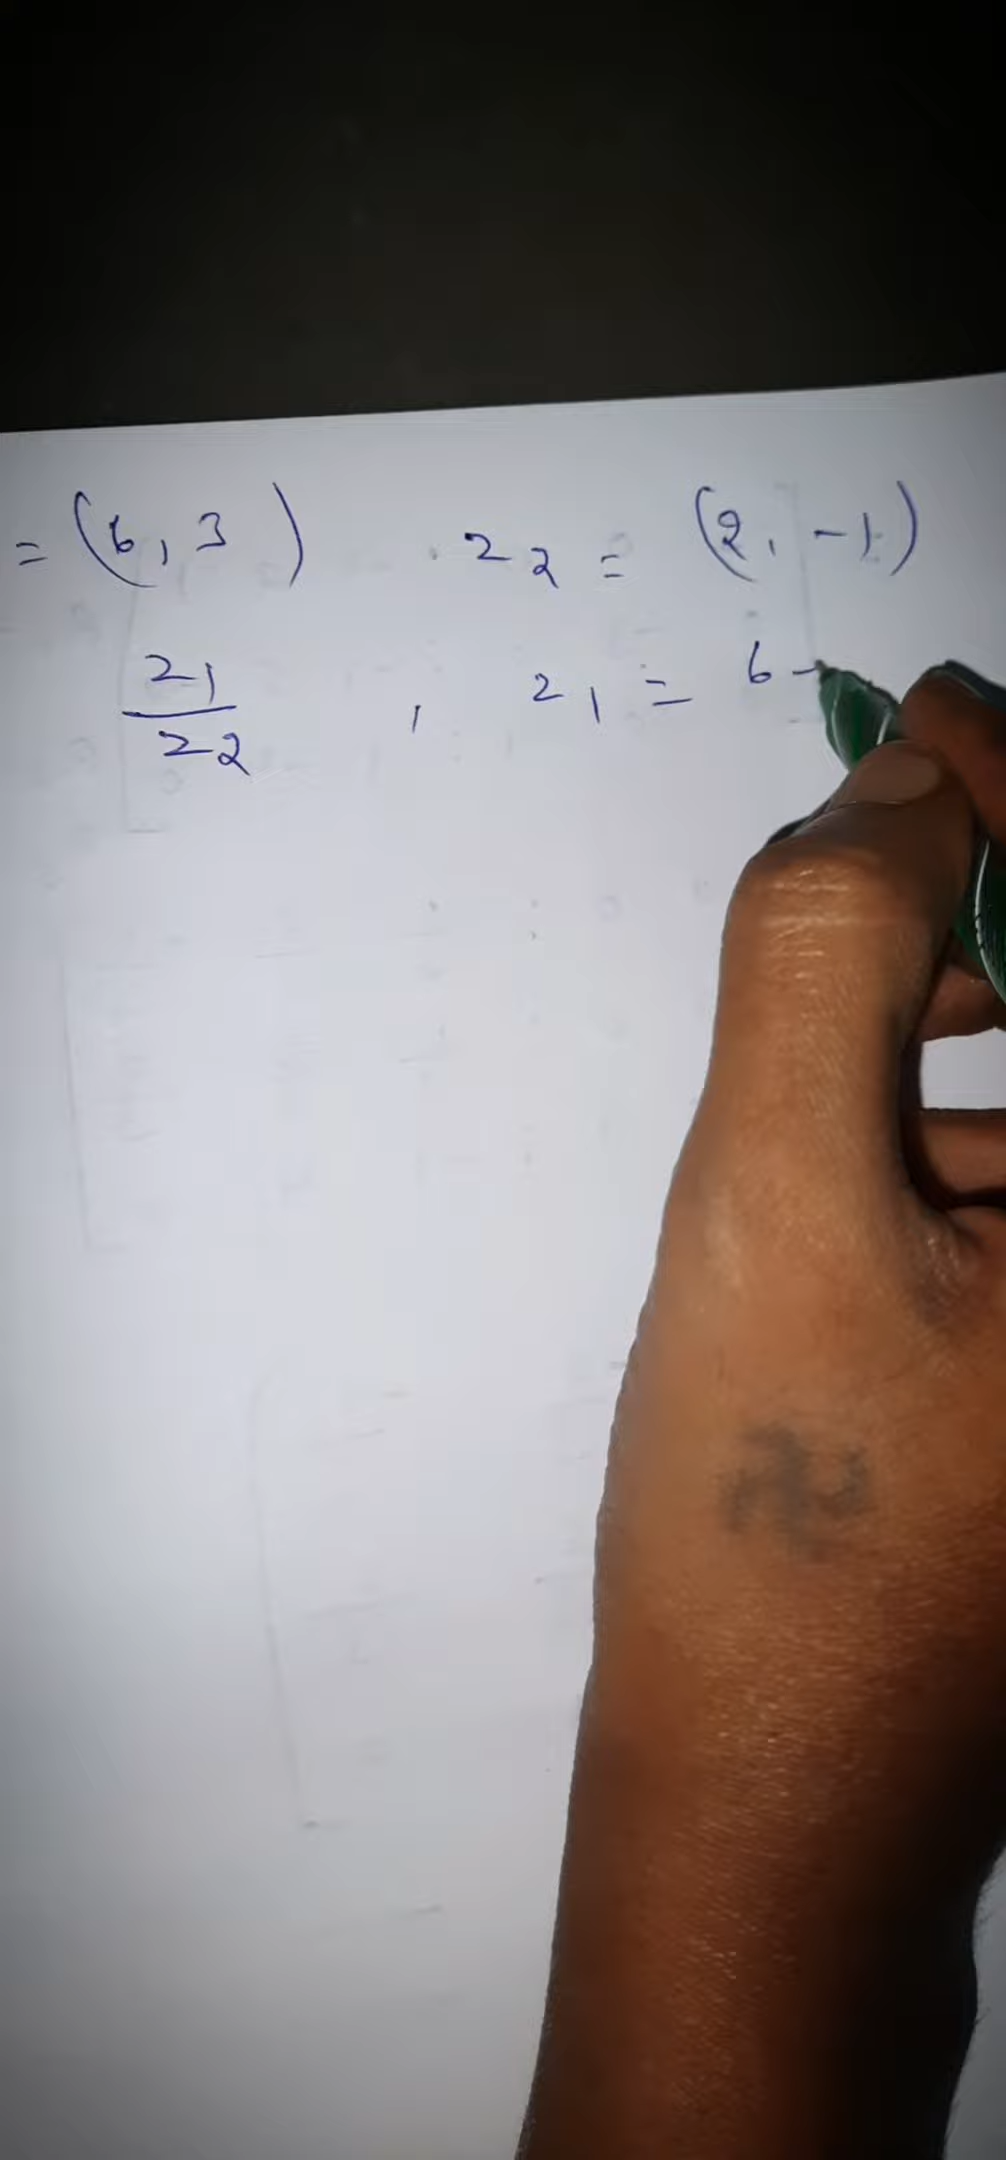 = (6, 3) z2 = (2, -1)
z1 / z2 , z1 = 6 -